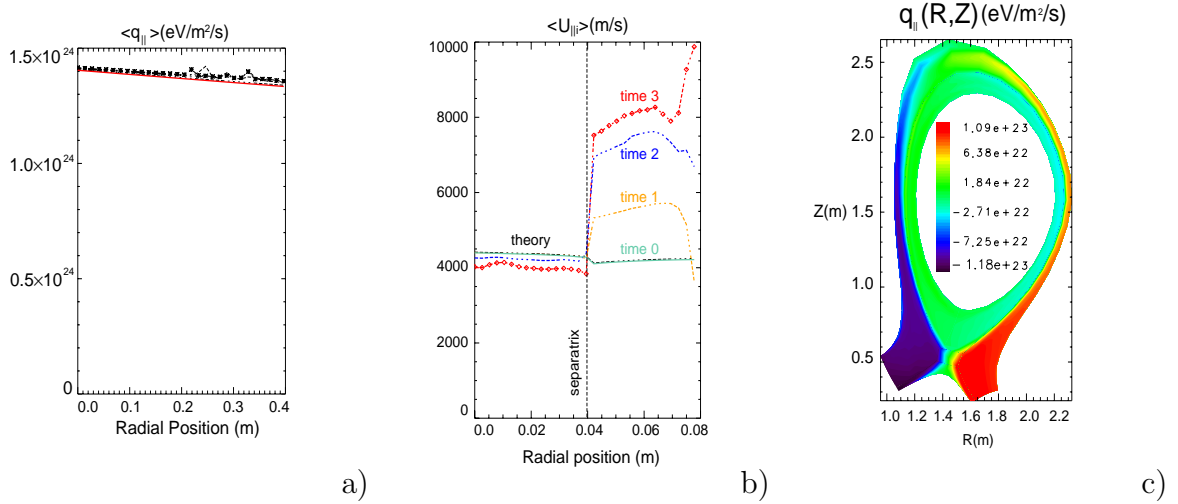 <q||>(eV/m²/s)
1.5×10²⁴
1.0×10²⁴
0.5×10²⁴
0
0.0 0.1 0.2 0.3 0.4
Radial Position (m)
a)
<U||i>(m/s)
10000
8000
6000
4000
2000
0
time 3
time 2
time 1
theory
time 0
separatrix
0.0 0.02 0.04 0.06 0.08
Radial position (m)
b)
q||(R,Z)(eV/m²/s)
2.5
2.0
Z(m)
1.5
1.0
0.5
1.09e+23
6.38e+22
1.84e+22
−2.71e+22
−7.25e+22
−1.18e+23
1.0 1.2 1.4 1.6 1.8 2.0 2.2
R(m)
c)